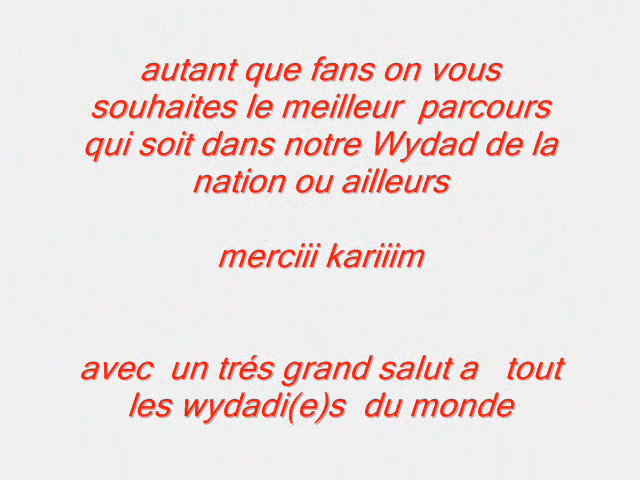 autant que fans on vous
souhaites le meilleur  parcours
qui soit dans notre Wydad de la
nation ou ailleurs
merciii kariiim
avec  un trés grand salut a   tout
les wydadi(e)s  du monde